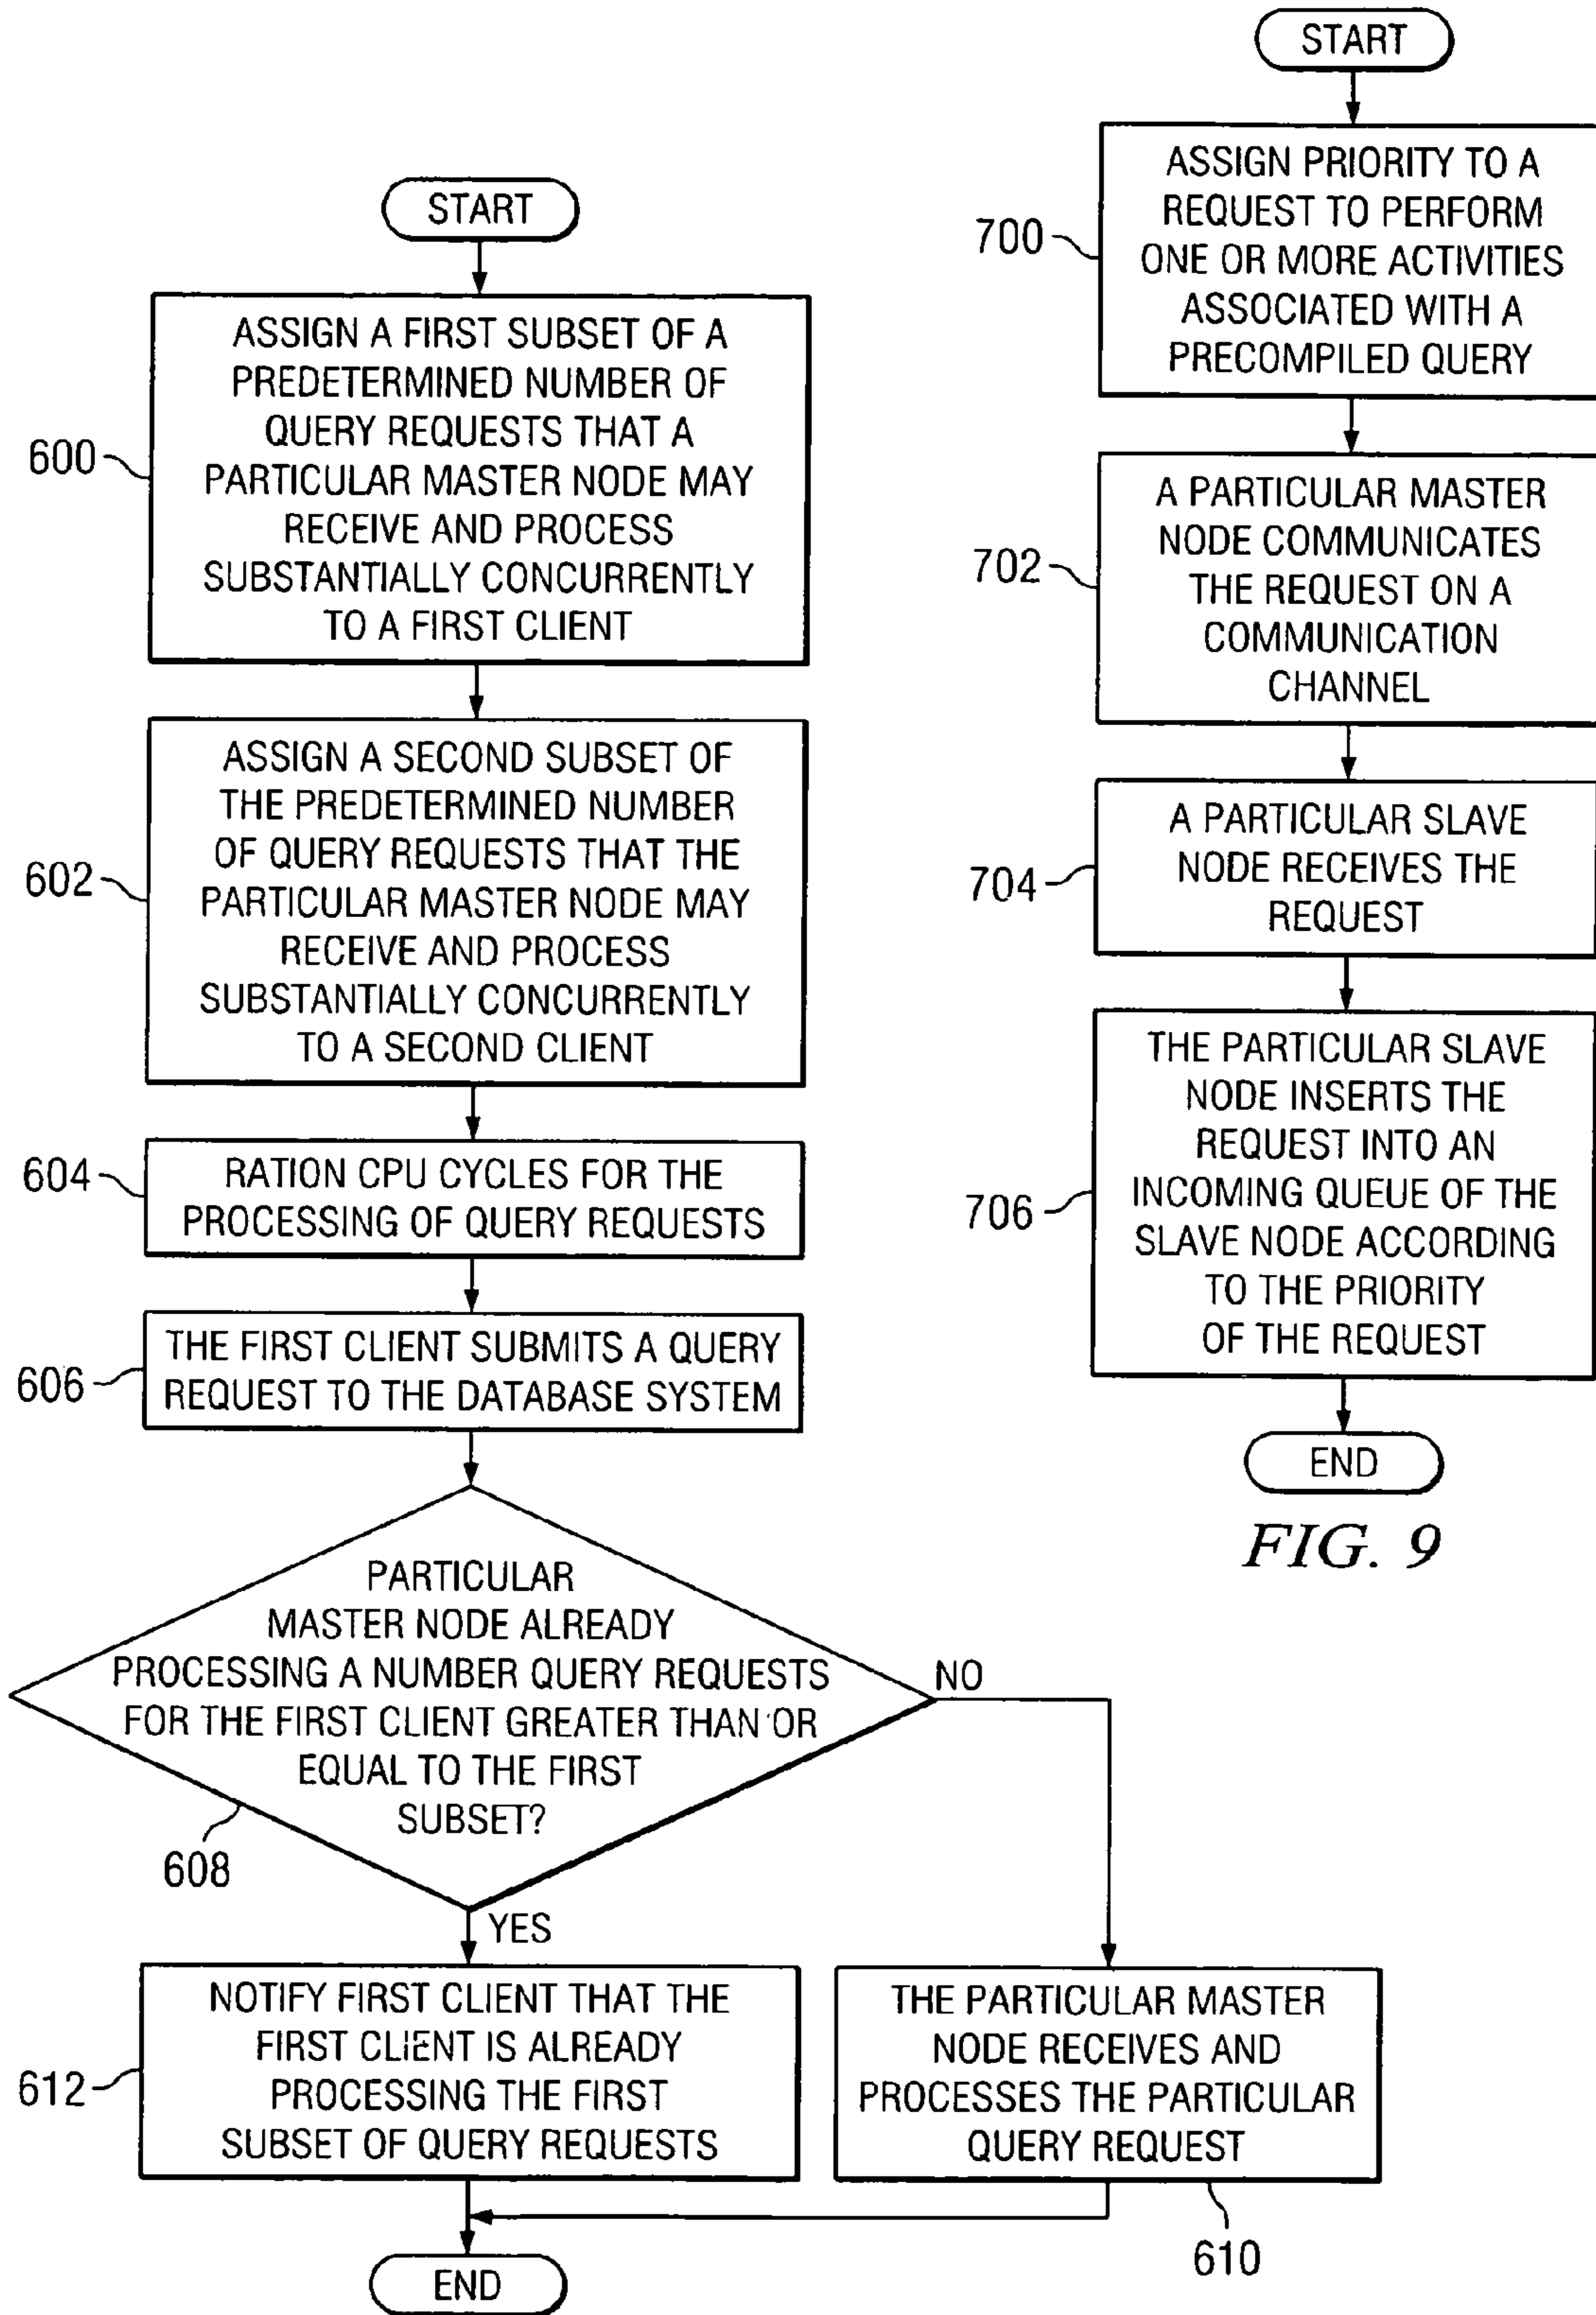 START
600
ASSIGN A FIRST SUBSET OF A
PREDETERMINED NUMBER OF
QUERY REQUESTS THAT A
PARTICULAR MASTER NODE MAY
RECEIVE AND PROCESS
SUBSTANTIALLY CONCURRENTLY
TO A FIRST CLIENT
602
ASSIGN A SECOND SUBSET OF
THE PREDETERMINED NUMBER
OF QUERY REQUESTS THAT THE
PARTICULAR MASTER NODE MAY
RECEIVE AND PROCESS
SUBSTANTIALLY CONCURRENTLY
TO A SECOND CLIENT
604
RATION CPU CYCLES FOR THE
PROCESSING OF QUERY REQUESTS
606
THE FIRST CLIENT SUBMITS A QUERY
REQUEST TO THE DATABASE SYSTEM
PARTICULAR
MASTER NODE ALREADY
PROCESSING A NUMBER QUERY REQUESTS
FOR THE FIRST CLIENT GREATER THAN OR
EQUAL TO THE FIRST
SUBSET?
608
NO
YES
612
NOTIFY FIRST CLIENT THAT THE
FIRST CLIENT IS ALREADY
PROCESSING THE FIRST
SUBSET OF QUERY REQUESTS
THE PARTICULAR MASTER
NODE RECEIVES AND
PROCESSES THE PARTICULAR
QUERY REQUEST
610
END
START
700
ASSIGN PRIORITY TO A
REQUEST TO PERFORM
ONE OR MORE ACTIVITIES
ASSOCIATED WITH A
PRECOMPILED QUERY
702
A PARTICULAR MASTER
NODE COMMUNICATES
THE REQUEST ON A
COMMUNICATION
CHANNEL
704
A PARTICULAR SLAVE
NODE RECEIVES THE
REQUEST
706
THE PARTICULAR SLAVE
NODE INSERTS THE
REQUEST INTO AN
INCOMING QUEUE OF THE
SLAVE NODE ACCORDING
TO THE PRIORITY
OF THE REQUEST
END
FIG. 9